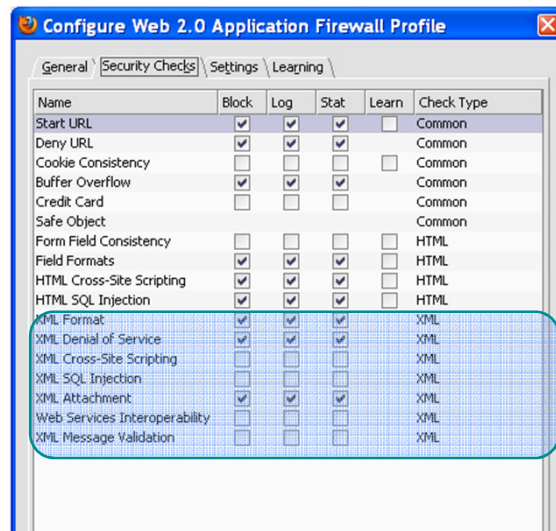 Configure Web 2.0 Application Firewall Profile
General Security Checks Settings Learning
Name Block Log Stat Learn Check Type
Start URL Common
Deny URL Common
Cookie Consistency Common
Buffer Overflow Common
Credit Card Common
Safe Object Common
Form Field Consistency HTML
Field Formats HTML
HTML Cross-Site Scripting HTML
HTML SQL Injection HTML
XML Format XML
XML Denial of Service XML
XML Cross-Site Scripting XML
XML SQL Injection XML
XML Attachment XML
Web Services Interoperability XML
XML Message Validation XML